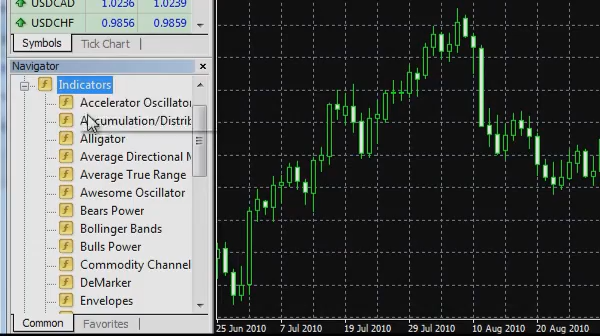 USDCAD 1.0236 1.0239
USDCHF 0.9856 0.9859
Symbols Tick Chart
Navigator
Indicators
Accelerator Oscillator
Accumulation/Distrib
Alligator
Average Directional M
Average True Range
Awesome Oscillator
Bears Power
Bollinger Bands
Bulls Power
Commodity Channel
DeMarker
Envelopes
Common Favorites
25 Jun 2010 7 Jul 2010 19 Jul 2010 29 Jul 2010 10 Aug 2010 20 Aug 2010